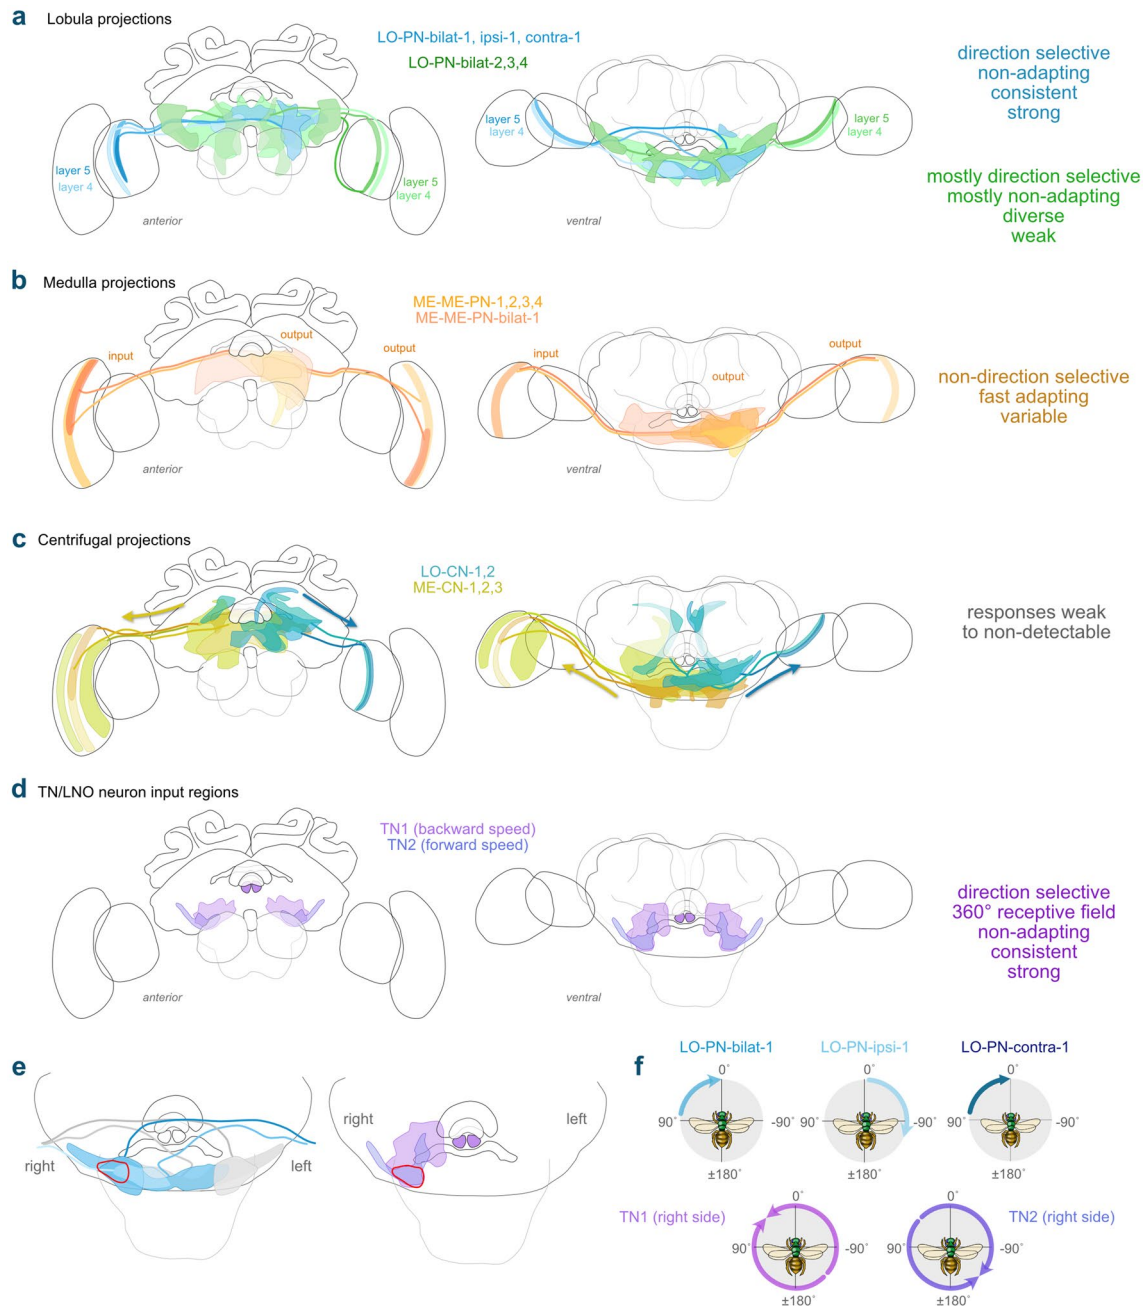 a Lobula projections
LO-PN-bilat-1, ipsi-1, contra-1
LO-PN-bilat-2,3,4
layer 5
layer 4
layer 5
layer 4
anterior
layer 5
layer 4
layer 5
layer 4
ventral
direction selective
non-adapting
consistent
strong
mostly direction selective
mostly non-adapting
diverse
weak
b Medulla projections
ME-ME-PN-1,2,3,4
ME-ME-PN-bilat-1
input
output
output
anterior
input
output
output
ventral
non-direction selective
fast adapting
variable
c Centrifugal projections
LO-CN-1,2
ME-CN-1,2,3
responses weak
to non-detectable
d TN/LNO neuron input regions
TN1 (backward speed)
TN2 (forward speed)
anterior
ventral
direction selective
360° receptive field
non-adapting
consistent
strong
e
right
left
right
left
f
LO-PN-bilat-1
0°
90°
-90°
±180°
LO-PN-ipsi-1
0°
90°
-90°
±180°
LO-PN-contra-1
0°
90°
-90°
±180°
TN1 (right side)
0°
90°
-90°
±180°
TN2 (right side)
0°
90°
-90°
±180°